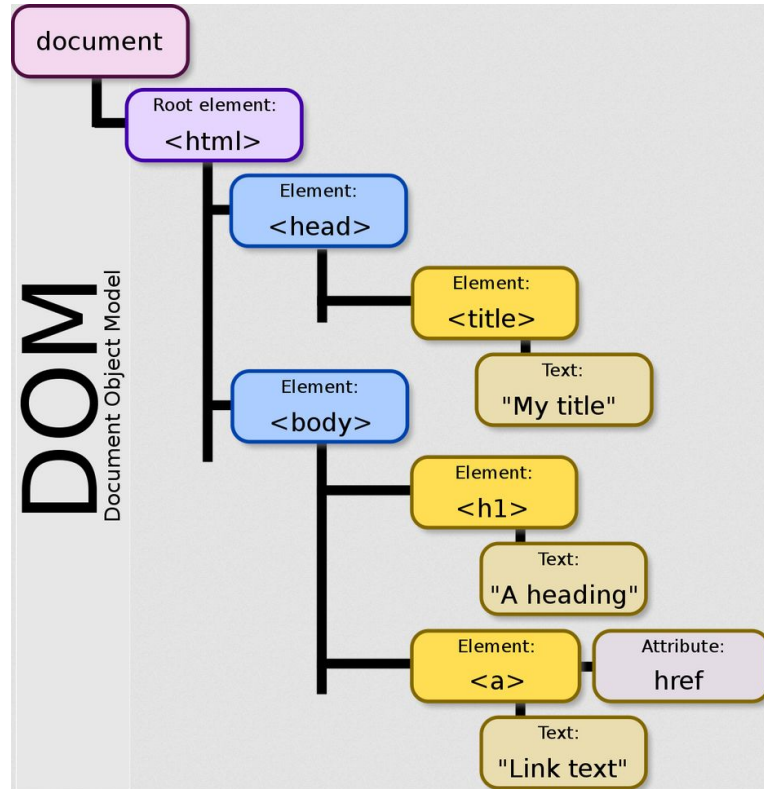 document
Root element:
<html>
Element:
<head>
Element:
<title>
Text:
"My title"
Element:
<body>
Element:
<h1>
Text:
"A heading"
Element:
<a>
Attribute:
href
Text:
"Link text"
DOM
Document Object Model